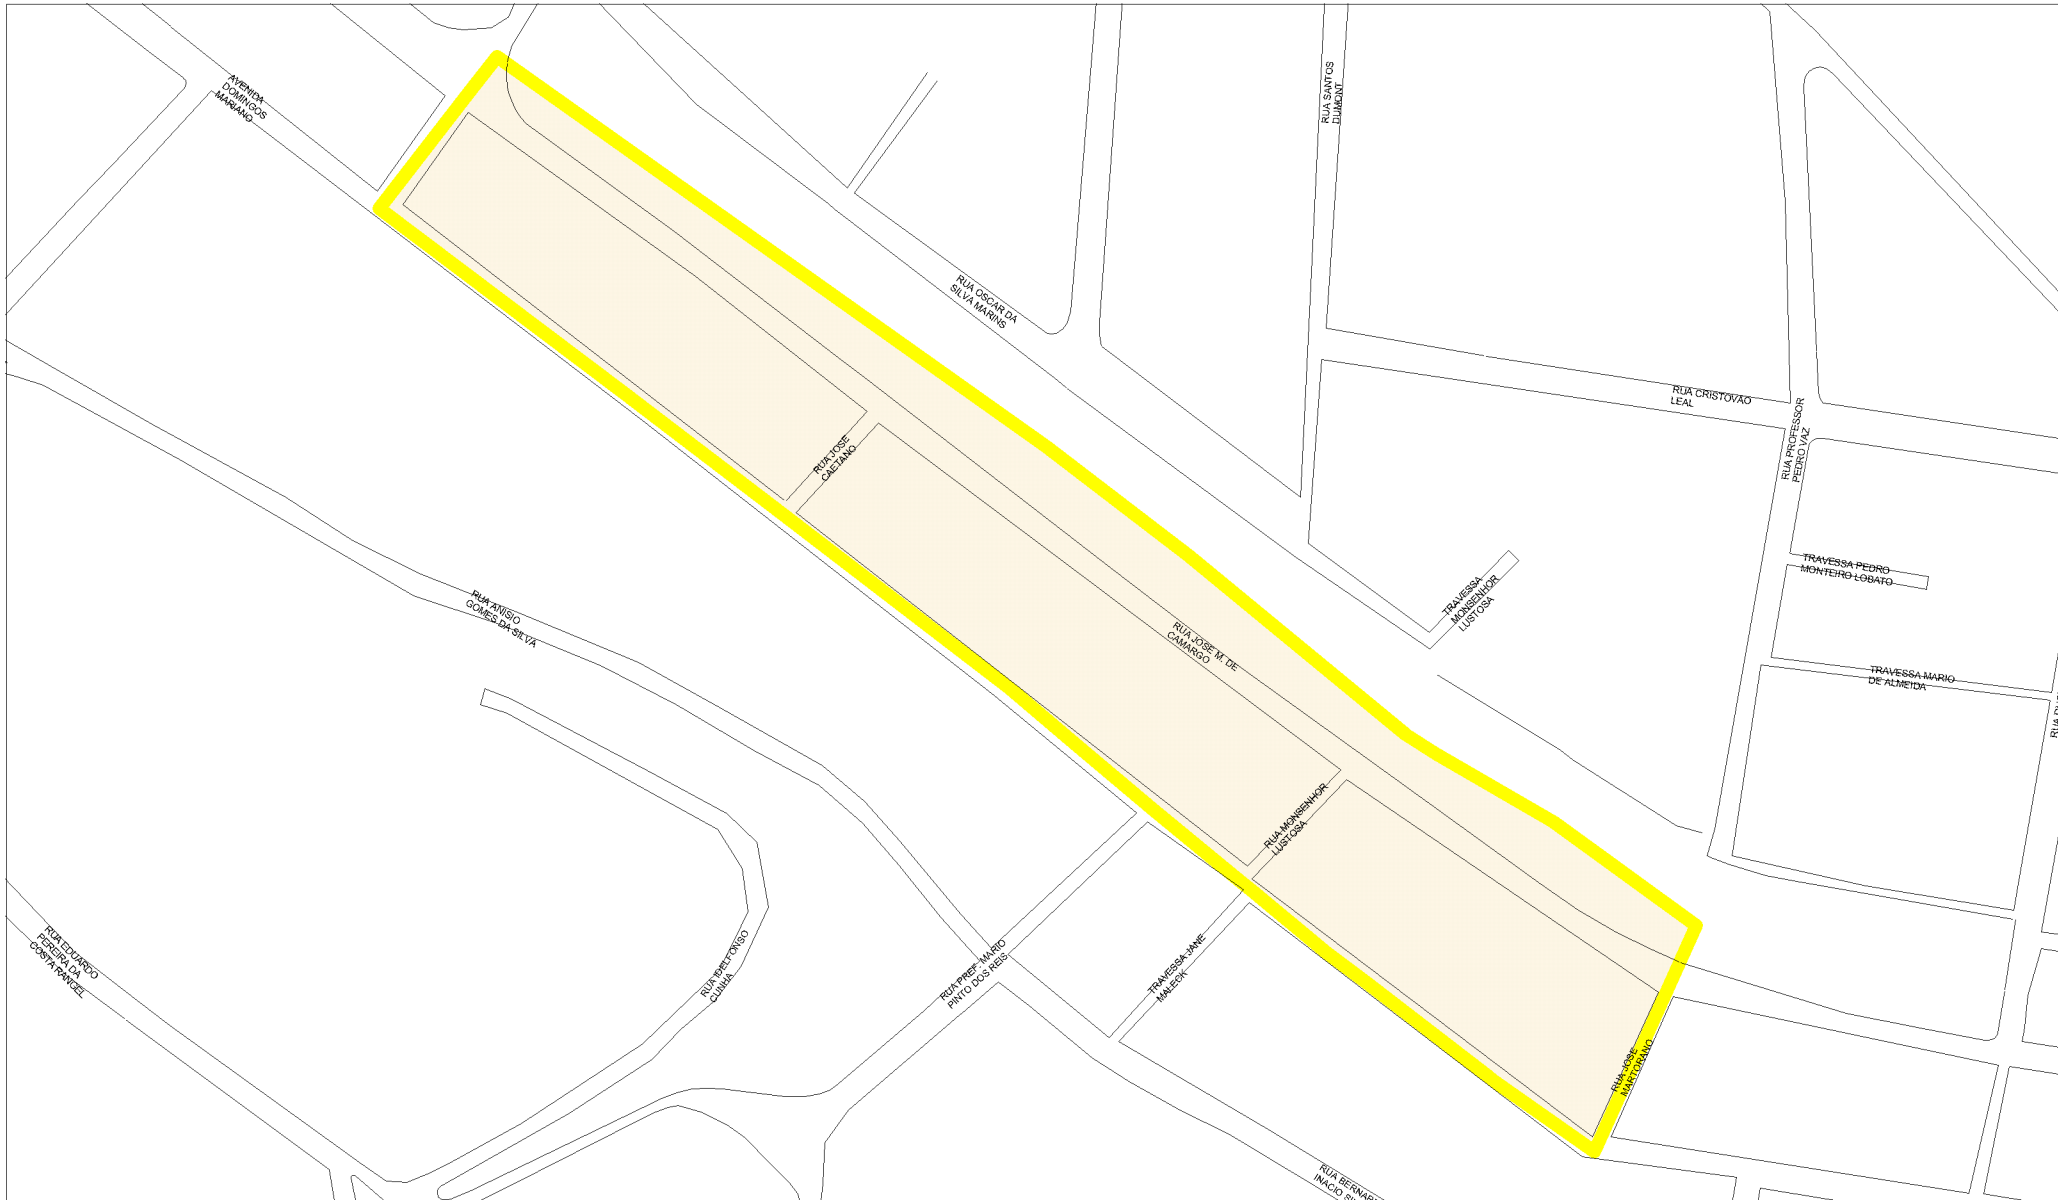 AVENIDA
DOMINGOS
MARIANO
RUA SANTOS
DUMONT
RUA OSCAR DA
SILVA MARINS
RUA CRISTOVAO
LEAL
RUA PROFESSOR
PEDRO VAZ
RUA JOSE
CAETANO
TRAVESSA PEDRO
MONTEIRO LOBATO
TRAVESSA
MONSENHOR
LUSTOSA
RUA ANISIO
GOMES DA SILVA
RUA JOSE M. DE
CAMARGO
TRAVESSA MARIO
DE ALMEIDA
RUA MONSENHOR
LUSTOSA
RUA EDUARDO
PEREIRA DA
COSTA RANGEL
RUA IDELFONSO
CUNHA
RUA PREF. MARIO
PINTO DOS REIS
TRAVESSA JANE
MALECK
RUA JOSE
MARTORANO
RUA
INACIO